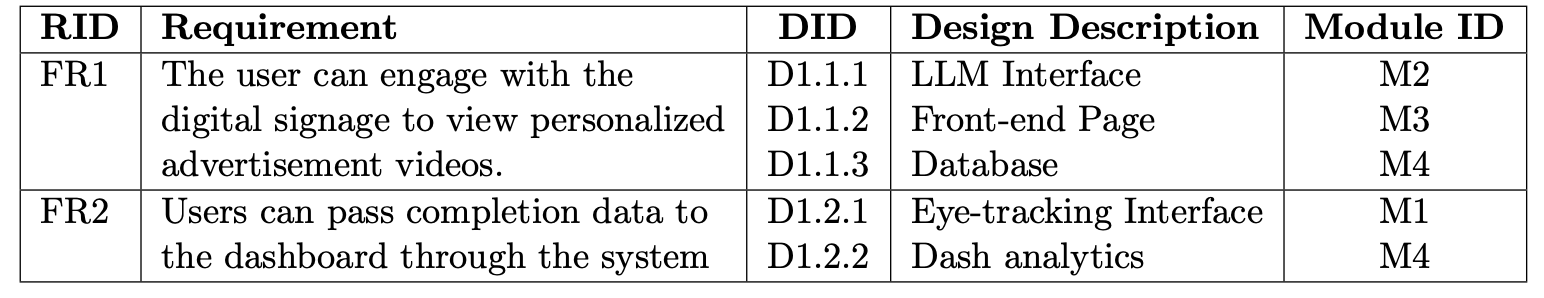 RID Requirement DID Design Description Module ID
FR1 The user can engage with the D1.1.1 LLM Interface M2
digital signage to view personalized D1.1.2 Front-end Page M3
advertisement videos. D1.1.3 Database M4
FR2 Users can pass completion data to D1.2.1 Eye-tracking Interface M1
the dashboard through the system D1.2.2 Dash analytics M4